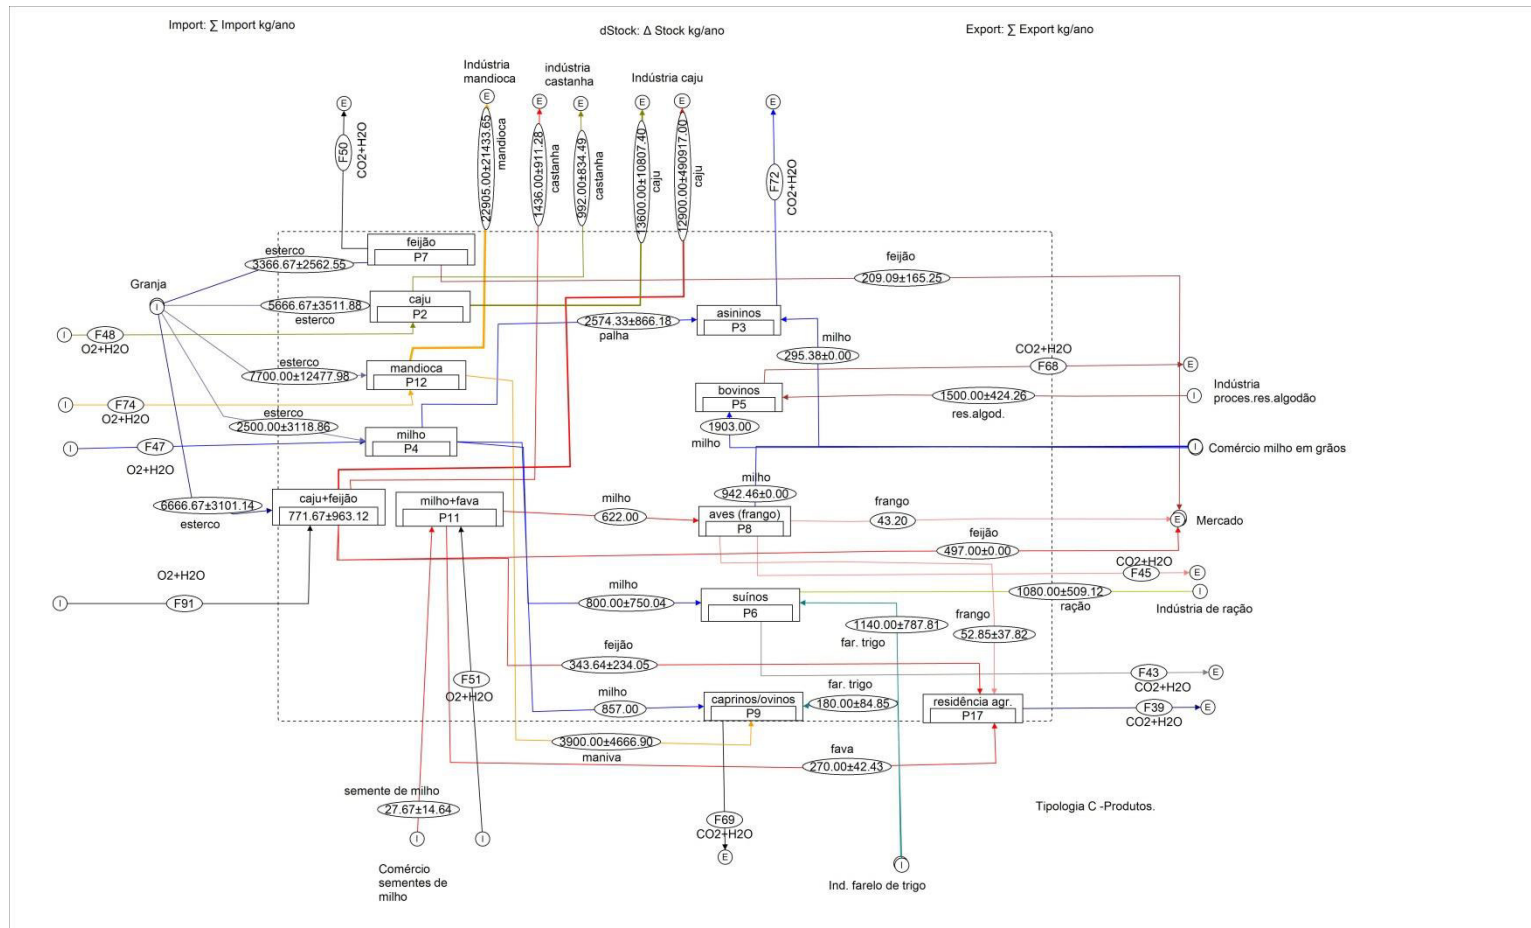 Import: ∑ Import kg/ano
dStock: Δ Stock kg/ano
Export: ∑ Export kg/ano
Indústria
mandioca
indústria
castanha
Indústria caju
E
E
E
E
E
E
E
F50
CO2+H2O
22905.00±21433.65
mandioca
1436.00±911.28
castanha
992.00±834.49
castanha
13600.00±10807.40
caju
12900.00±490917.00
caju
F72
CO2+H2O
feijão
P7
esterco
3366.67±2562.55
feijão
209.09±165.25
Granja
I
5666.67±3511.88
esterco
caju
P2
I
F48
O2+H2O
2574.33±866.18
palha
asininos
P3
milho
295.38±0.00
esterco
7700.00±12477.98
mandioca
P12
CO2+H2O
F68
E
bovinos
P5
1500.00±424.26
res.algod.
I
Indústria
proces.res.algodão
I
F74
O2+H2O
esterco
2500.00±3118.86
milho
P4
1903.00
milho
I
F47
O2+H2O
I
Comércio milho em grãos
6666.67±3101.14
esterco
caju+feijão
771.67±963.12
milho+fava
P11
milho
622.00
milho
942.46±0.00
aves (frango)
P8
frango
43.20
E
Mercado
feijão
497.00±0.00
CO2+H2O
F45
E
O2+H2O
I
F91
milho
800.00±750.04
suínos
P6
1080.00±509.12
ração
I
Indústria de ração
1140.00±787.81
far. trigo
frango
52.85±37.82
feijão
343.64±234.05
F43
CO2+H2O
E
F51
O2+H2O
milho
857.00
caprinos/ovinos
P9
far. trigo
180.00±84.85
residência agr.
P17
F39
CO2+H2O
E
3900.00±4666.90
maniva
fava
270.00±42.43
semente de milho
27.67±14.64
Tipologia C -Produtos.
F69
CO2+H2O
E
I
I
I
Comércio
sementes de
milho
Ind. farelo de trigo